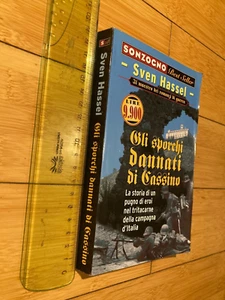 SONZOGNO Best Seller
- Sven Hassel -
Il maestro del romanzo di guerra
LIRE
9.900
Gli sporchi
dannati
di Cassino
La storia di un
pugno di eroi
nel tritacarne
della campagna
d'Italia
Sven Hassel Gli sporchi dannati di Cassino